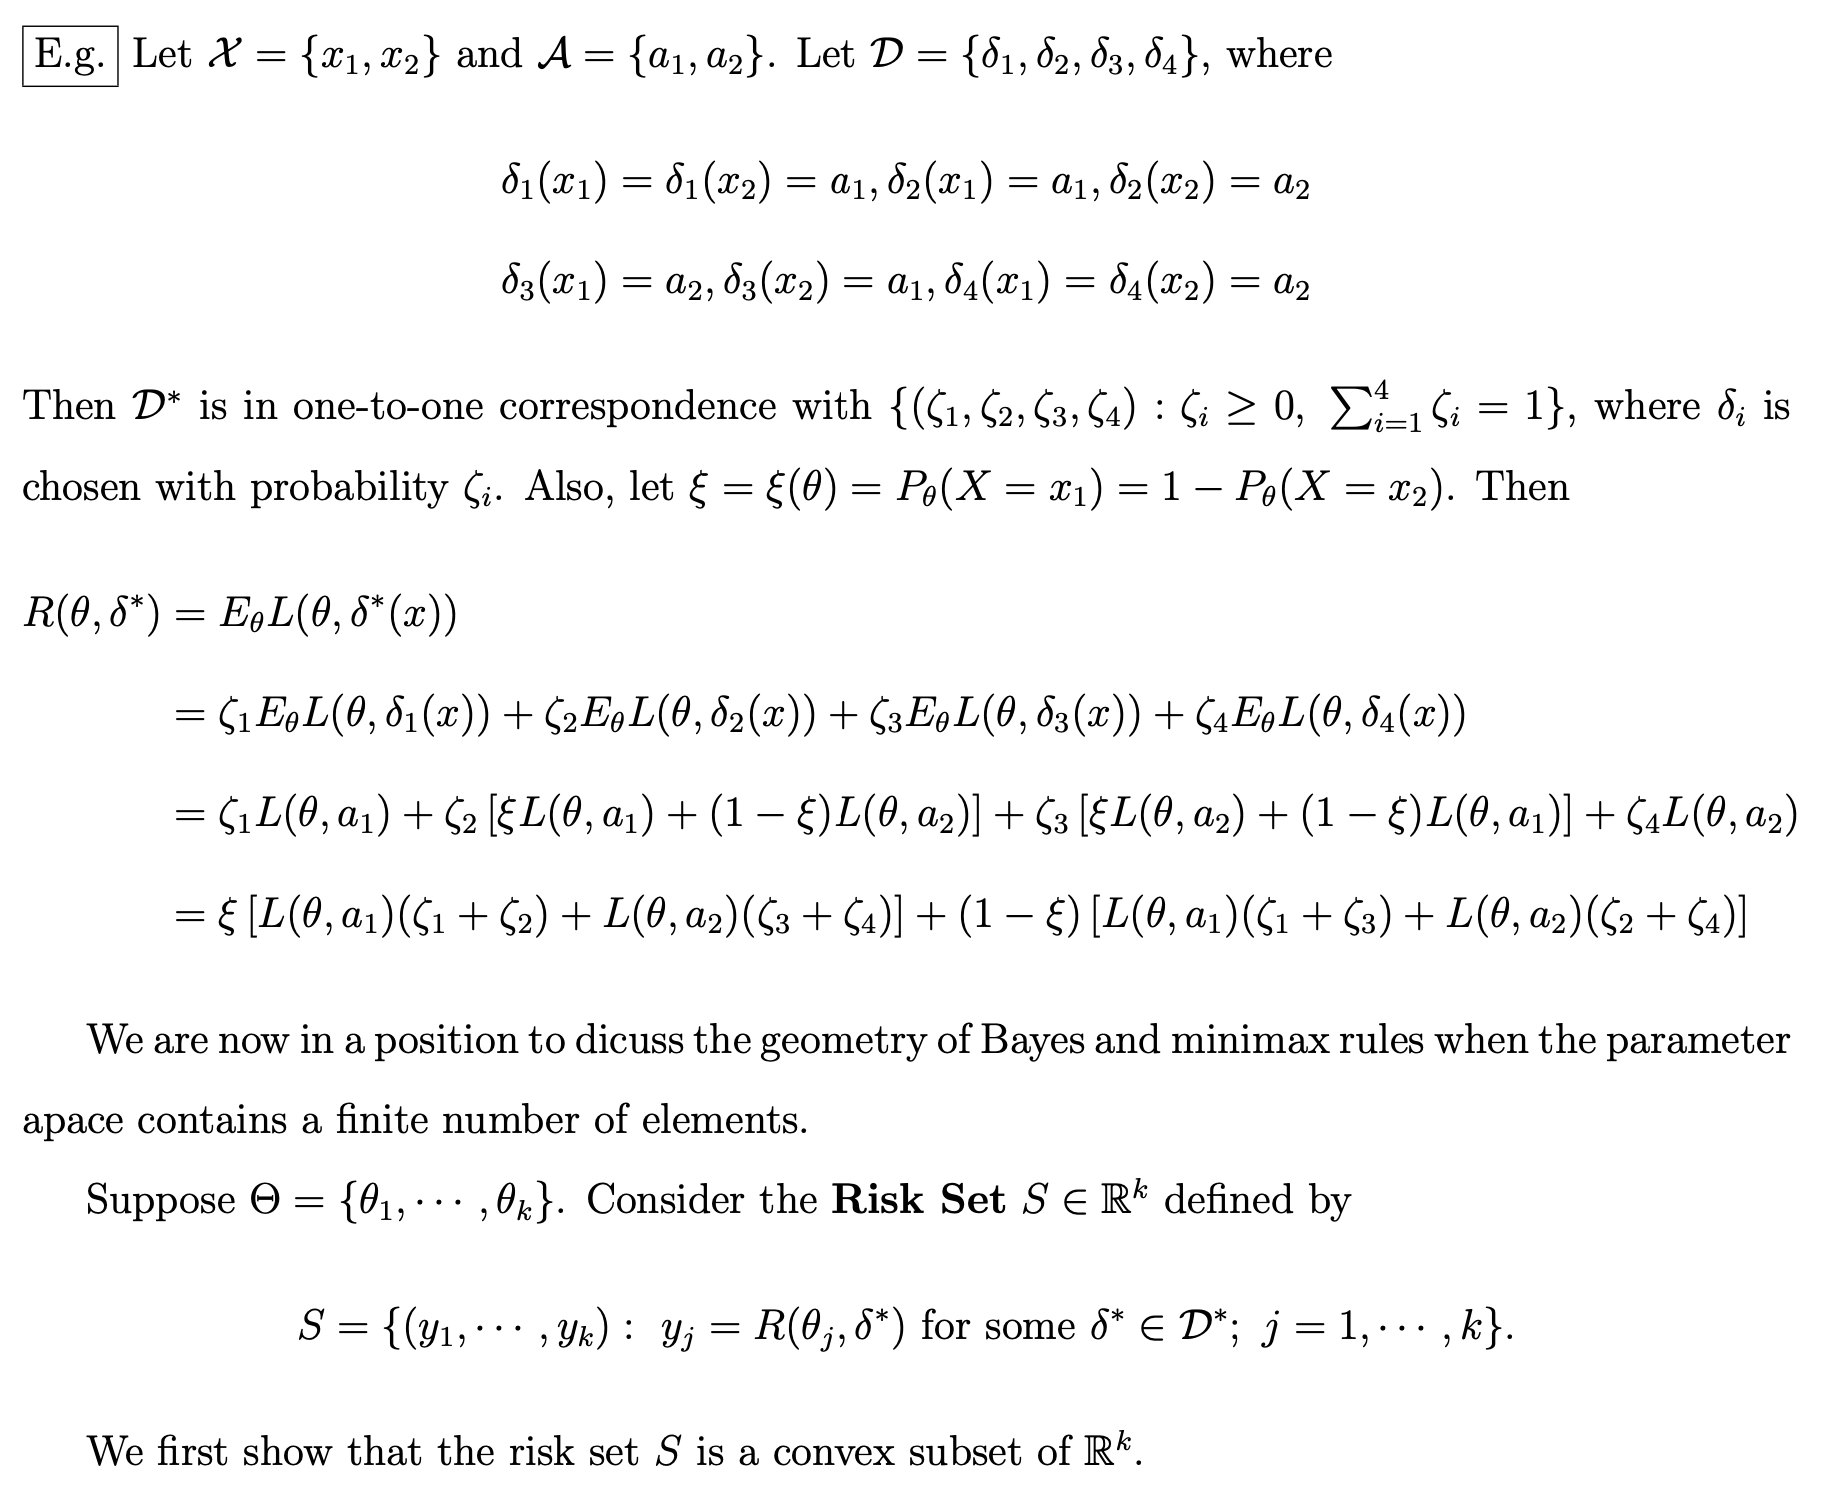 E.g. Let $\mathcal{X} = \{x_1, x_2\}$ and $\mathcal{A} = \{a_1, a_2\}$. Let $\mathcal{D} = \{\delta_1, \delta_2, \delta_3, \delta_4\}$, where
$\delta_1(x_1) = \delta_1(x_2) = a_1, \delta_2(x_1) = a_1, \delta_2(x_2) = a_2$
$\delta_3(x_1) = a_2, \delta_3(x_2) = a_1, \delta_4(x_1) = \delta_4(x_2) = a_2$
Then $\mathcal{D}^*$ is in one-to-one correspondence with $\{(\zeta_1, \zeta_2, \zeta_3, \zeta_4) : \zeta_i \geq 0, \sum_{i=1}^4 \zeta_i = 1\}$, where $\delta_i$ is
chosen with probability $\zeta_i$. Also, let $\xi = \xi(\theta) = P_\theta(X = x_1) = 1 - P_\theta(X = x_2)$. Then
$R(\theta, \delta^*) = E_\theta L(\theta, \delta^*(x))$
$= \zeta_1 E_\theta L(\theta, \delta_1(x)) + \zeta_2 E_\theta L(\theta, \delta_2(x)) + \zeta_3 E_\theta L(\theta, \delta_3(x)) + \zeta_4 E_\theta L(\theta, \delta_4(x))$
$= \zeta_1 L(\theta, a_1) + \zeta_2 [\xi L(\theta, a_1) + (1 - \xi) L(\theta, a_2)] + \zeta_3 [\xi L(\theta, a_2) + (1 - \xi) L(\theta, a_1)] + \zeta_4 L(\theta, a_2)$
$= \xi [L(\theta, a_1)(\zeta_1 + \zeta_2) + L(\theta, a_2)(\zeta_3 + \zeta_4)] + (1 - \xi) [L(\theta, a_1)(\zeta_1 + \zeta_3) + L(\theta, a_2)(\zeta_2 + \zeta_4)]$
We are now in a position to dicuss the geometry of Bayes and minimax rules when the parameter
apace contains a finite number of elements.
Suppose $\Theta = \{\theta_1, \cdots, \theta_k\}$. Consider the Risk Set $S \in \mathbb{R}^k$ defined by
$S = \{(y_1, \cdots, y_k) : y_j = R(\theta_j, \delta^*) \text{ for some } \delta^* \in \mathcal{D}^*; j = 1, \cdots, k\}.$
We first show that the risk set $S$ is a convex subset of $\mathbb{R}^k$.